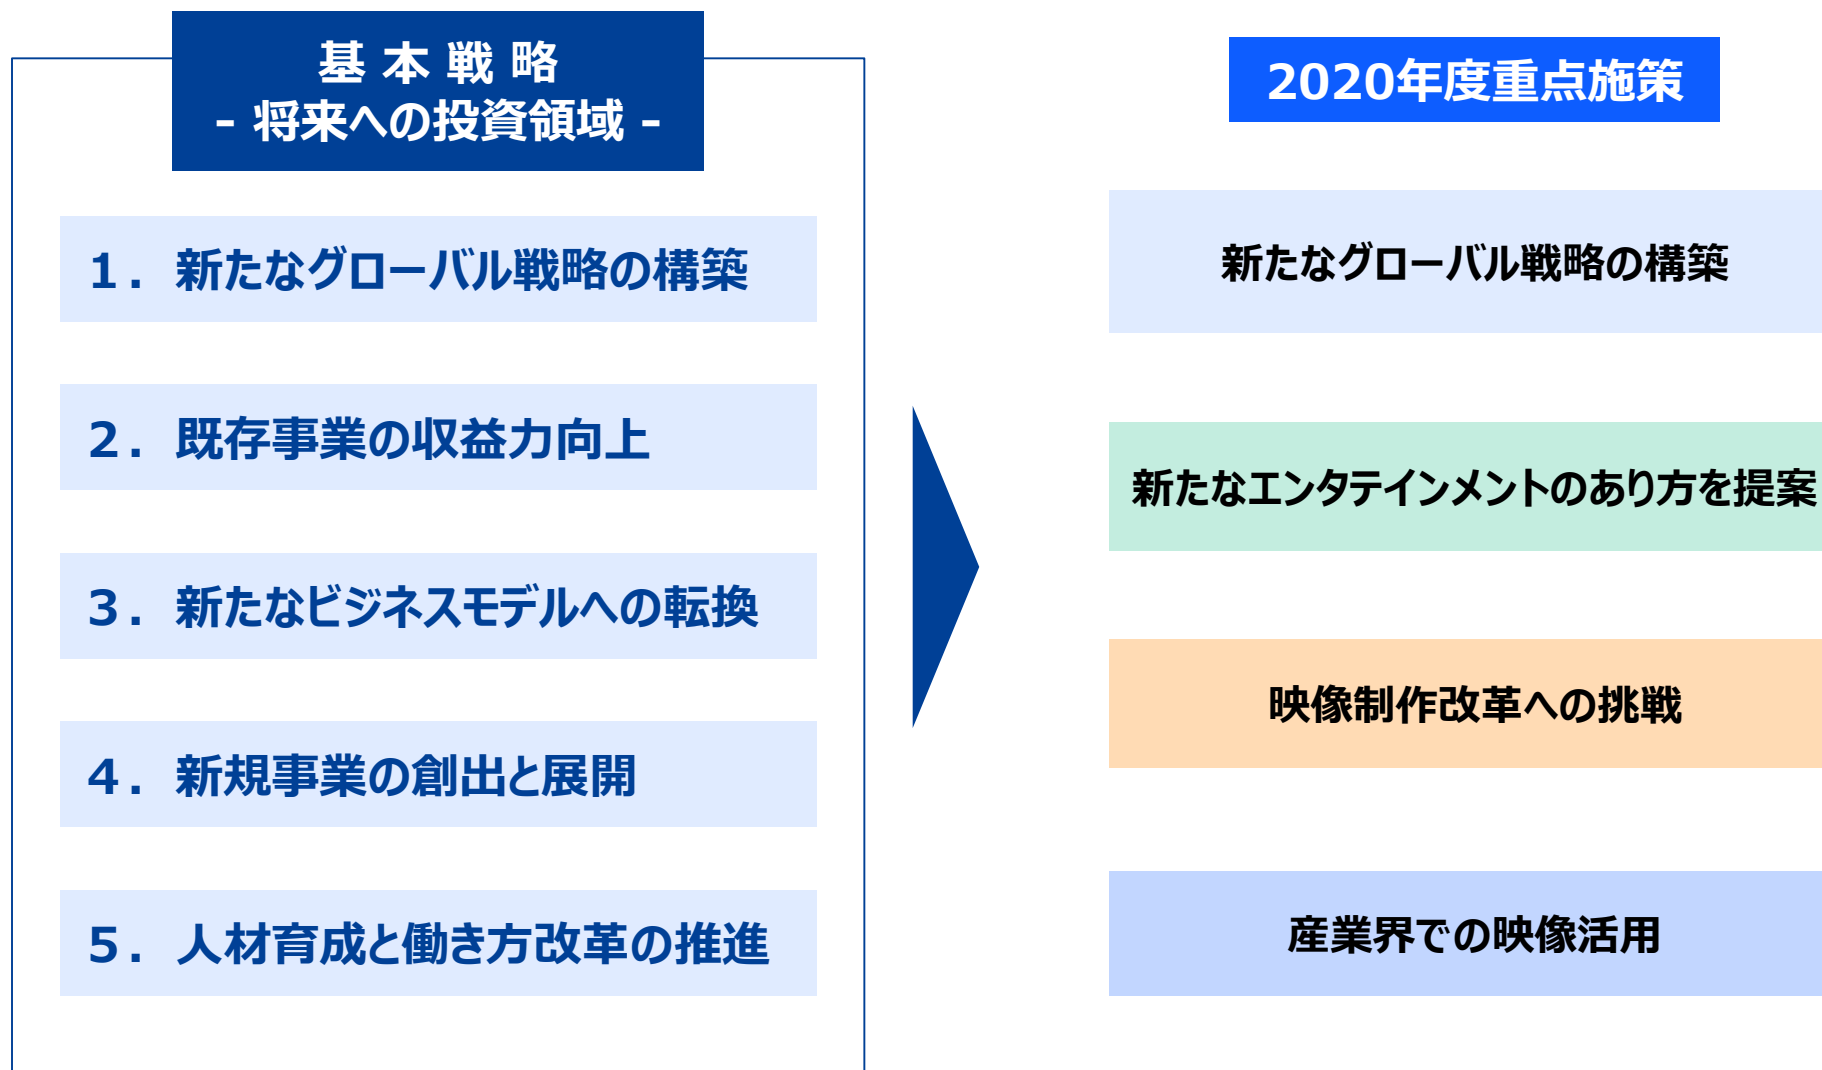 基 本 戦 略
- 将来への投資領域 -
１．新たなグローバル戦略の構築
２．既存事業の収益力向上
３．新たなビジネスモデルへの転換
４．新規事業の創出と展開
５．人材育成と働き方改革の推進
2020年度重点施策
新たなグローバル戦略の構築
新たなエンタテインメントのあり方を提案
映像制作改革への挑戦
産業界での映像活用